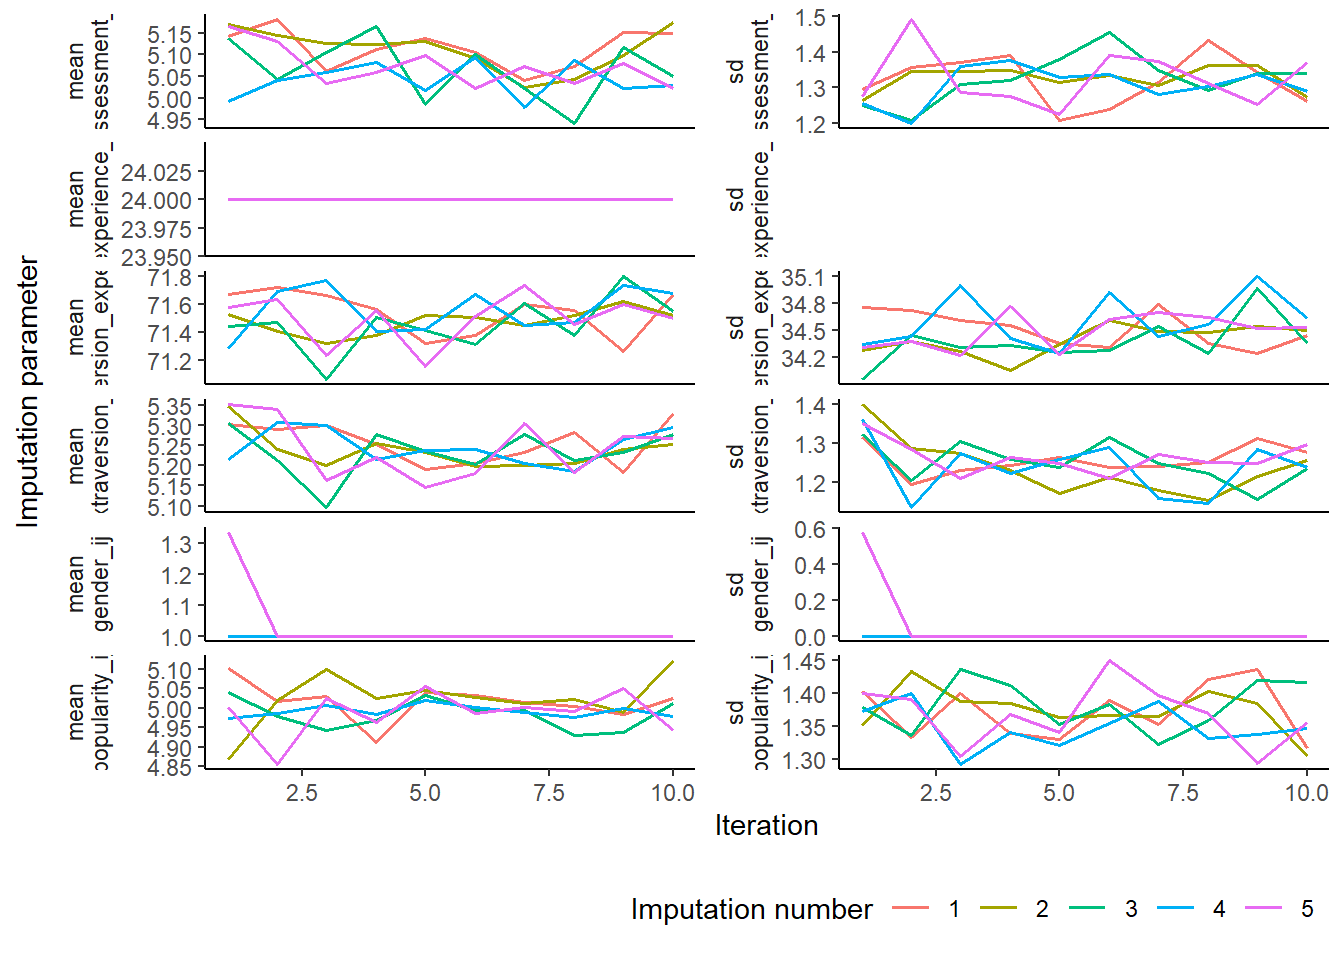 Imputation parameter
mean
ssessment_
5.15
5.10
5.05
5.00
4.95
sd
ssessment_
1.5
1.4
1.3
1.2
mean
experience_
24.025
24.000
23.975
23.950
sd
experience_
mean
ersion_expe
71.8
71.6
71.4
71.2
sd
ersion_expe
35.1
34.8
34.5
34.2
mean
traversion_
5.35
5.30
5.25
5.20
5.15
5.10
sd
traversion_
1.4
1.3
1.2
mean
gender_ij
1.3
1.2
1.1
1.0
sd
gender_ij
0.6
0.4
0.2
0.0
mean
popularity_i
5.10
5.05
5.00
4.95
4.90
4.85
sd
popularity_i
1.45
1.40
1.35
1.30
2.5 5.0 7.5 10.0
2.5 5.0 7.5 10.0
Iteration
Imputation number 1 2 3 4 5